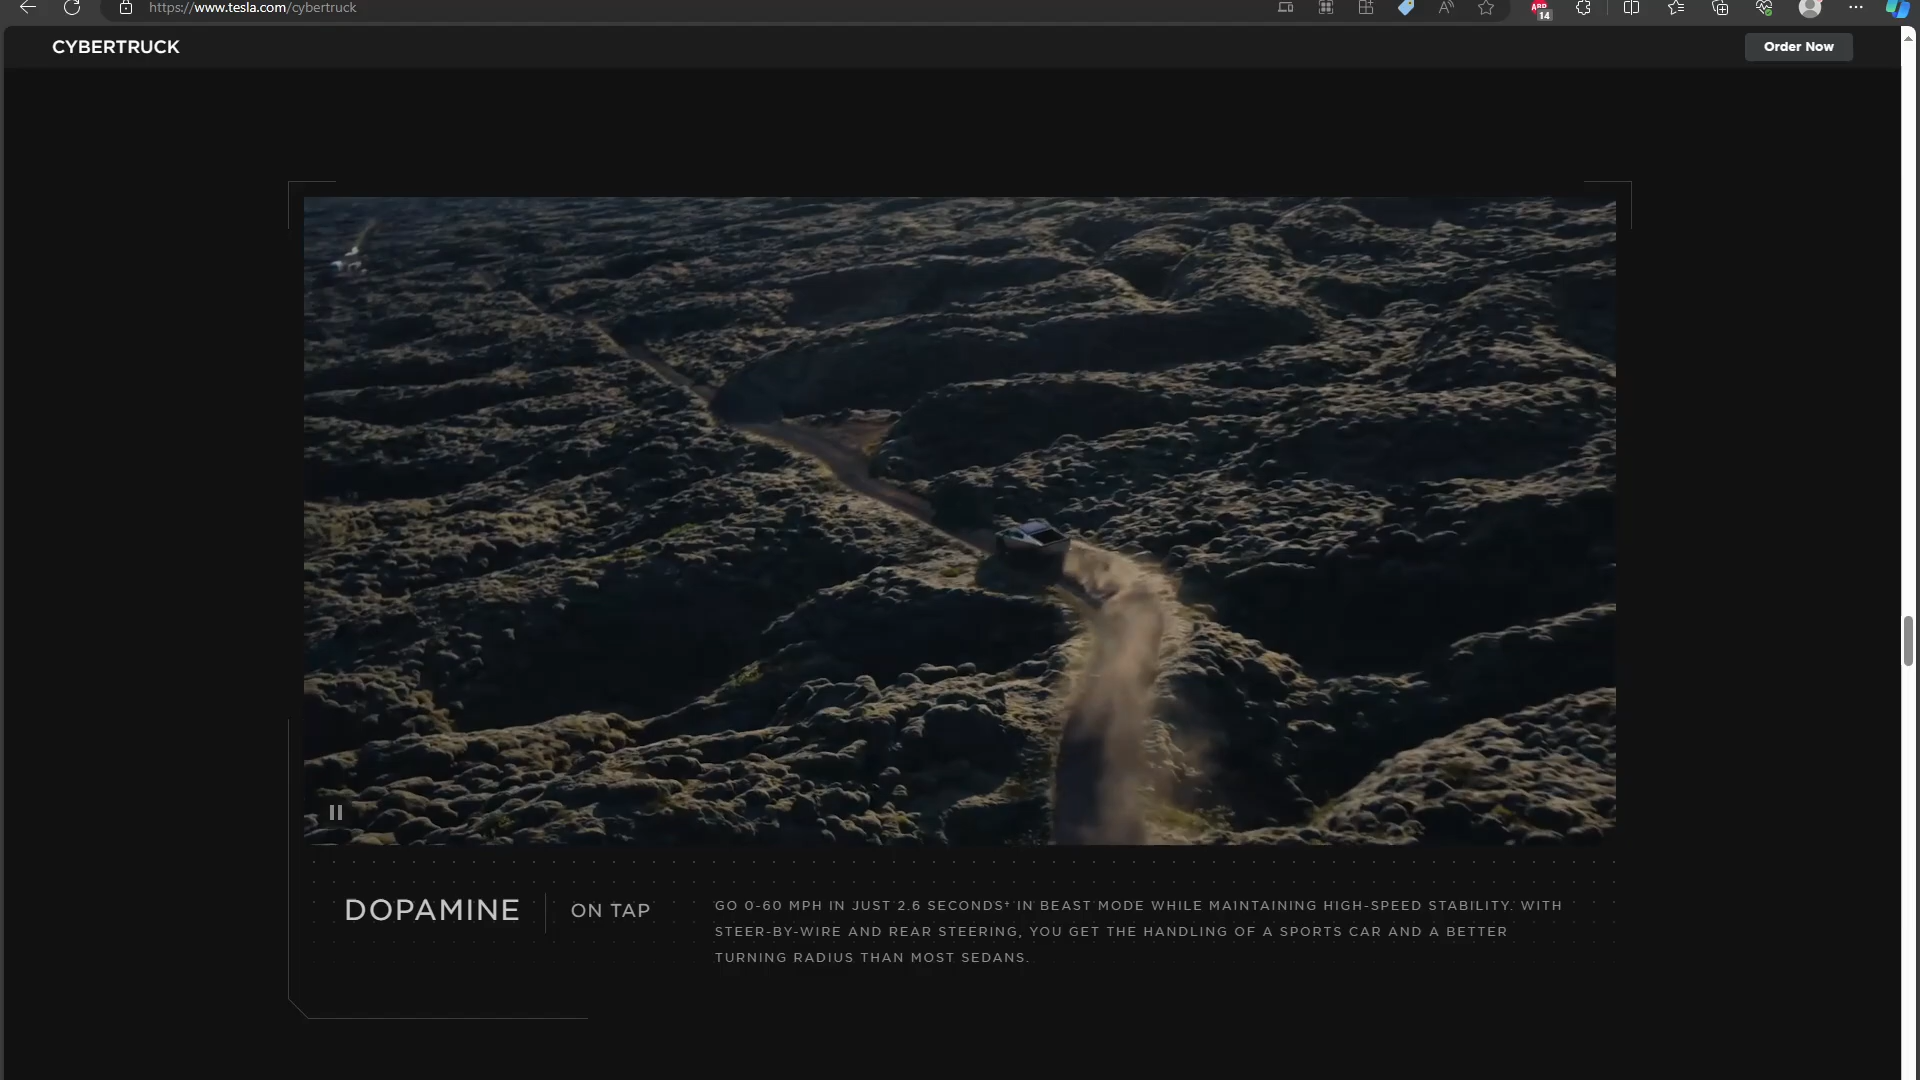 https://www.tesla.com/cybertruck
ABP
14
CYBERTRUCK
Order Now
DOPAMINE
ON TAP
GO 0-60 MPH IN JUST 2.6 SECONDS† IN BEAST MODE WHILE MAINTAINING HIGH-SPEED STABILITY. WITH
STEER-BY-WIRE AND REAR STEERING, YOU GET THE HANDLING OF A SPORTS CAR AND A BETTER
TURNING RADIUS THAN MOST SEDANS.